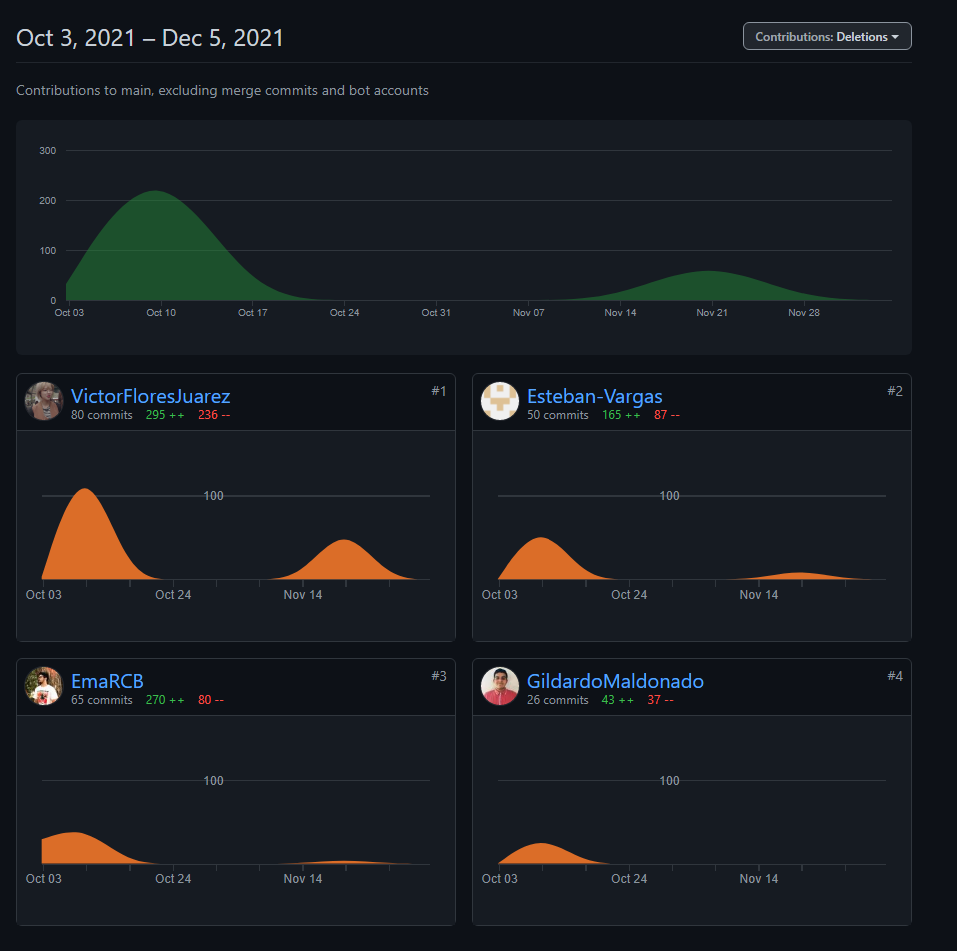 Oct 3, 2021 – Dec 5, 2021
Contributions: Deletions
Contributions to main, excluding merge commits and bot accounts
300
200
100
0
Oct 03 Oct 10 Oct 17 Oct 24 Oct 31 Nov 07 Nov 14 Nov 21 Nov 28
VictorFloresJuarez #1
80 commits 295 ++ 236 --
100
Oct 03 Oct 24 Nov 14
Esteban-Vargas #2
50 commits 165 ++ 87 --
100
Oct 03 Oct 24 Nov 14
EmaRCB #3
65 commits 270 ++ 80 --
100
Oct 03 Oct 24 Nov 14
GildardoMaldonado #4
26 commits 43 ++ 37 --
100
Oct 03 Oct 24 Nov 14